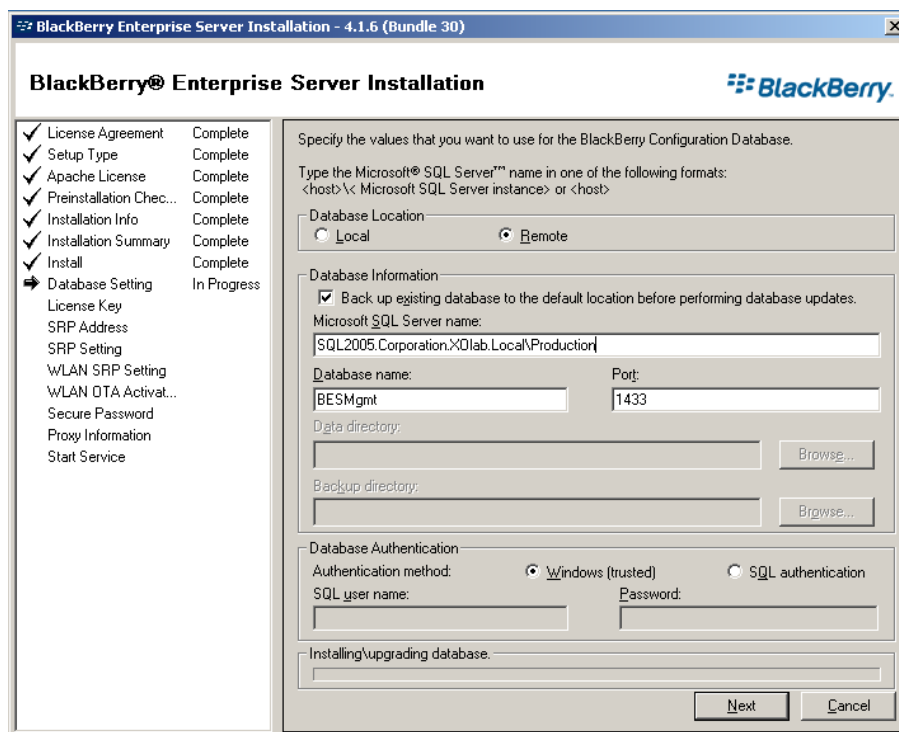 BlackBerry Enterprise Server Installation - 4.1.6 (Bundle 30)
BlackBerry® Enterprise Server Installation
BlackBerry.
License Agreement Complete
Setup Type Complete
Apache License Complete
Preinstallation Chec... Complete
Installation Info Complete
Installation Summary Complete
Install Complete
Database Setting In Progress
License Key
SRP Address
SRP Setting
WLAN SRP Setting
WLAN OTA Activat...
Secure Password
Proxy Information
Start Service
Specify the values that you want to use for the BlackBerry Configuration Database.
Type the Microsoft® SQL Server™ name in one of the following formats:
<host>\< Microsoft SQL Server instance> or <host>
Database Location
Local Remote
Database Information
Back up existing database to the default location before performing database updates.
Microsoft SQL Server name:
SQL2005.Corporation.XOlab.Local\Production
Database name: Port:
BESMgmt 1433
Data directory:
Browse...
Backup directory:
Browse...
Database Authentication
Authentication method: Windows (trusted) SQL authentication
SQL user name: Password:
Installing\upgrading database.
Next Cancel